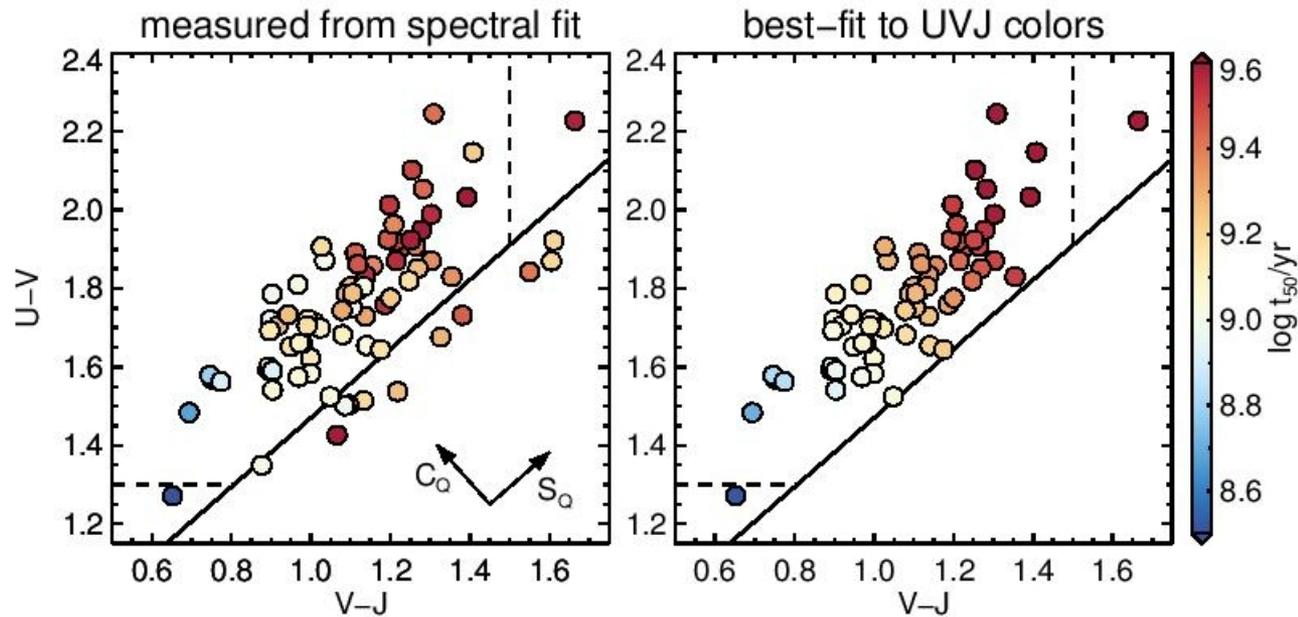 measured from spectral fit
best−fit to UVJ colors
2.4
2.2
2.0
1.8
1.6
1.4
1.2
U−V
0.6 0.8 1.0 1.2 1.4 1.6
V−J
C_Q
S_Q
2.4
2.2
2.0
1.8
1.6
1.4
1.2
0.6 0.8 1.0 1.2 1.4 1.6
V−J
9.6
9.4
9.2
9.0
8.8
8.6
log t_50/yr